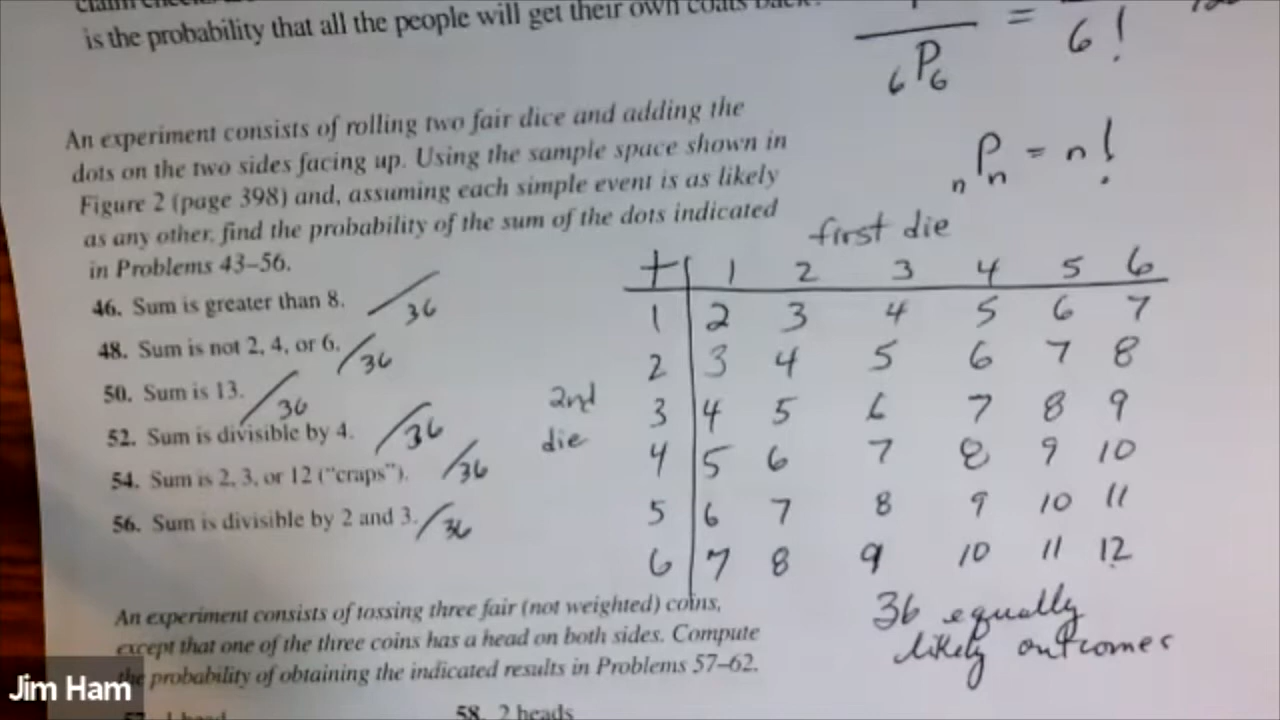 is the probability that all the people will get their own coats back?
6P6 = 6!
nPn = n!
An experiment consists of rolling two fair dice and adding the
dots on the two sides facing up. Using the sample space shown in
Figure 2 (page 398) and, assuming each simple event is as likely
as any other, find the probability of the sum of the dots indicated
in Problems 43–56.
46. Sum is greater than 8. /36
48. Sum is not 2, 4, or 6. /36
50. Sum is 13. /36
52. Sum is divisible by 4. /36
54. Sum is 2, 3, or 12 ("craps"). /36
56. Sum is divisible by 2 and 3. /36
first die
+ 1 2 3 4 5 6
1 2 3 4 5 6 7
2 3 4 5 6 7 8
2nd
3 4 5 6 7 8 9
die
4 5 6 7 8 9 10
5 6 7 8 9 10 11
6 7 8 9 10 11 12
36 equally
likely outcomes
An experiment consists of tossing three fair (not weighted) coins,
except that one of the three coins has a head on both sides. Compute
the probability of obtaining the indicated results in Problems 57–62.
58. 2 heads
Jim Ham